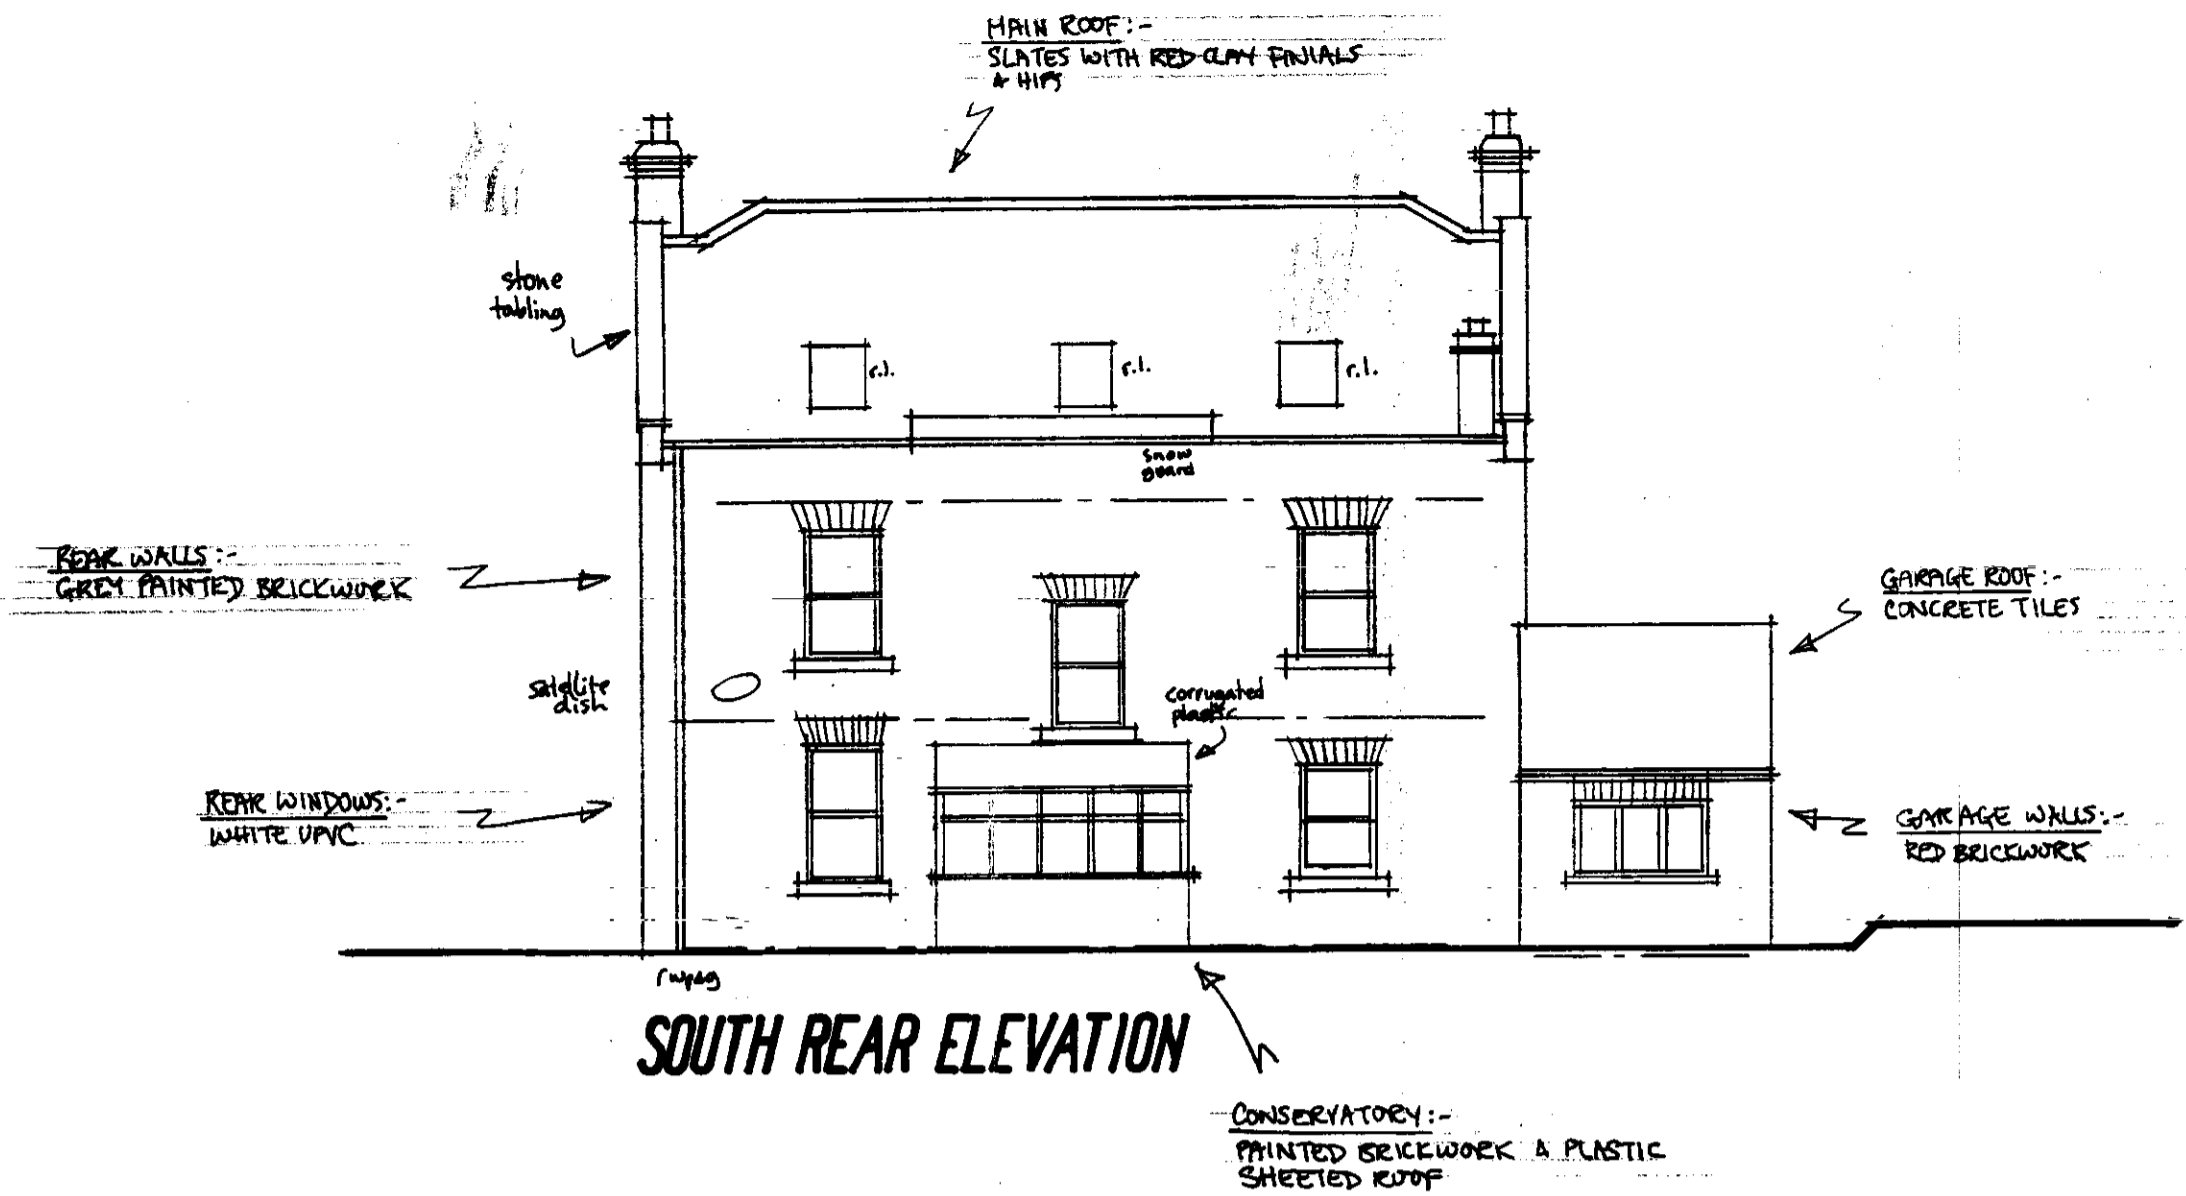 MAIN ROOF:-
SLATES WITH RED CLAY FINIALS
& HIPS
stone
tabling
r.l.
r.l.
r.l.
snow
guard
REAR WALLS:-
GREY PAINTED BRICKWORK
GARAGE ROOF:-
CONCRETE TILES
satellite
dish
corrugated
plastic
REAR WINDOWS:-
WHITE UPVC
GARAGE WALLS:-
RED BRICKWORK
rwp&g
SOUTH REAR ELEVATION
CONSERVATORY:-
PAINTED BRICKWORK & PLASTIC
SHEETED ROOF